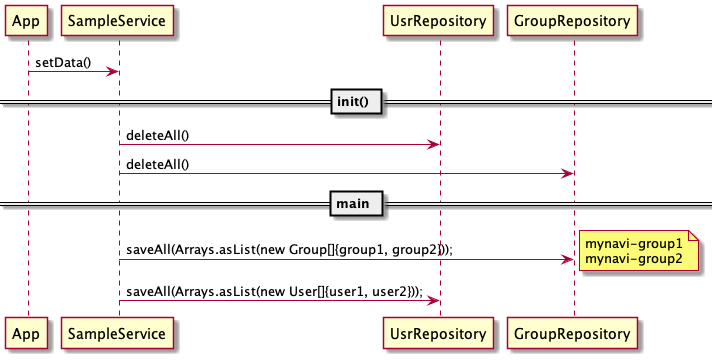 App
SampleService
UsrRepository
GroupRepository
setData()
init()
deleteAll()
deleteAll()
main
saveAll(Arrays.asList(new Group[]{group1, group2}));
mynavi-group1
mynavi-group2
saveAll(Arrays.asList(new User[]{user1, user2}));
App
SampleService
UsrRepository
GroupRepository